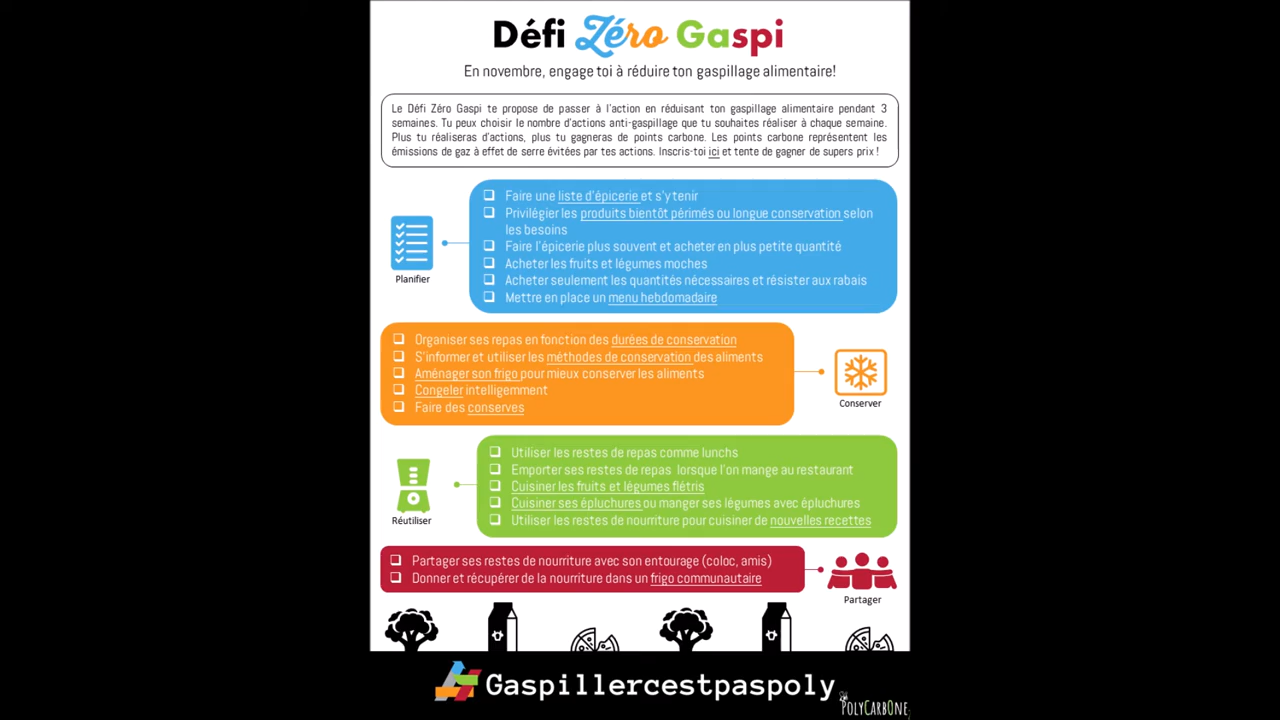 Défi Zéro Gaspi
En novembre, engage toi à réduire ton gaspillage alimentaire!
Le Défi Zéro Gaspi te propose de passer à l'action en réduisant ton gaspillage alimentaire pendant 3
semaines. Tu peux choisir le nombre d'actions anti-gaspillage que tu souhaites réaliser à chaque semaine.
Plus tu réaliseras d'actions, plus tu gagneras de points carbone. Les points carbone représentent les
émissions de gaz à effet de serre évitées par tes actions. Inscris-toi ici et tente de gagner de supers prix !
Faire une liste d'épicerie et s'y tenir
Privilégier les produits bientôt périmés ou longue conservation selon
les besoins
Faire l'épicerie plus souvent et acheter en plus petite quantité
Acheter les fruits et légumes moches
Acheter seulement les quantités nécessaires et résister aux rabais
Mettre en place un menu hebdomadaire
Planifier
Organiser ses repas en fonction des durées de conservation
S'informer et utiliser les méthodes de conservation des aliments
Aménager son frigo pour mieux conserver les aliments
Congeler intelligemment
Faire des conserves
Conserver
Utiliser les restes de repas comme lunchs
Emporter ses restes de repas lorsque l'on mange au restaurant
Cuisiner les fruits et légumes flétris
Cuisiner ses épluchures ou manger ses légumes avec épluchures
Utiliser les restes de nourriture pour cuisiner de nouvelles recettes
Réutiliser
Partager ses restes de nourriture avec son entourage (coloc, amis)
Donner et récupérer de la nourriture dans un frigo communautaire
Partager
Gaspillercestpaspoly
POLYCARBONE